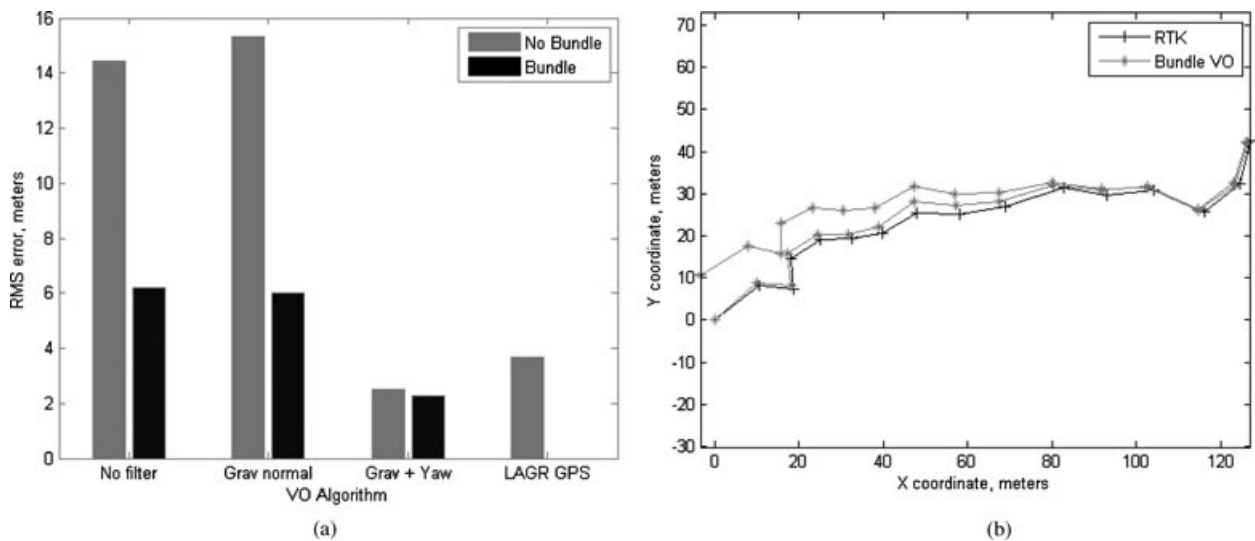 16
14
12
10
8
6
4
2
0
RMS error, meters
No Bundle
Bundle
No filter
Grav normal
Grav + Yaw
LAGR GPS
VO Algorithm
(a)
70
60
50
40
30
20
10
0
-10
-20
-30
Y coordinate, meters
RTK
Bundle VO
0
20
40
60
80
100
120
X coordinate, meters
(b)